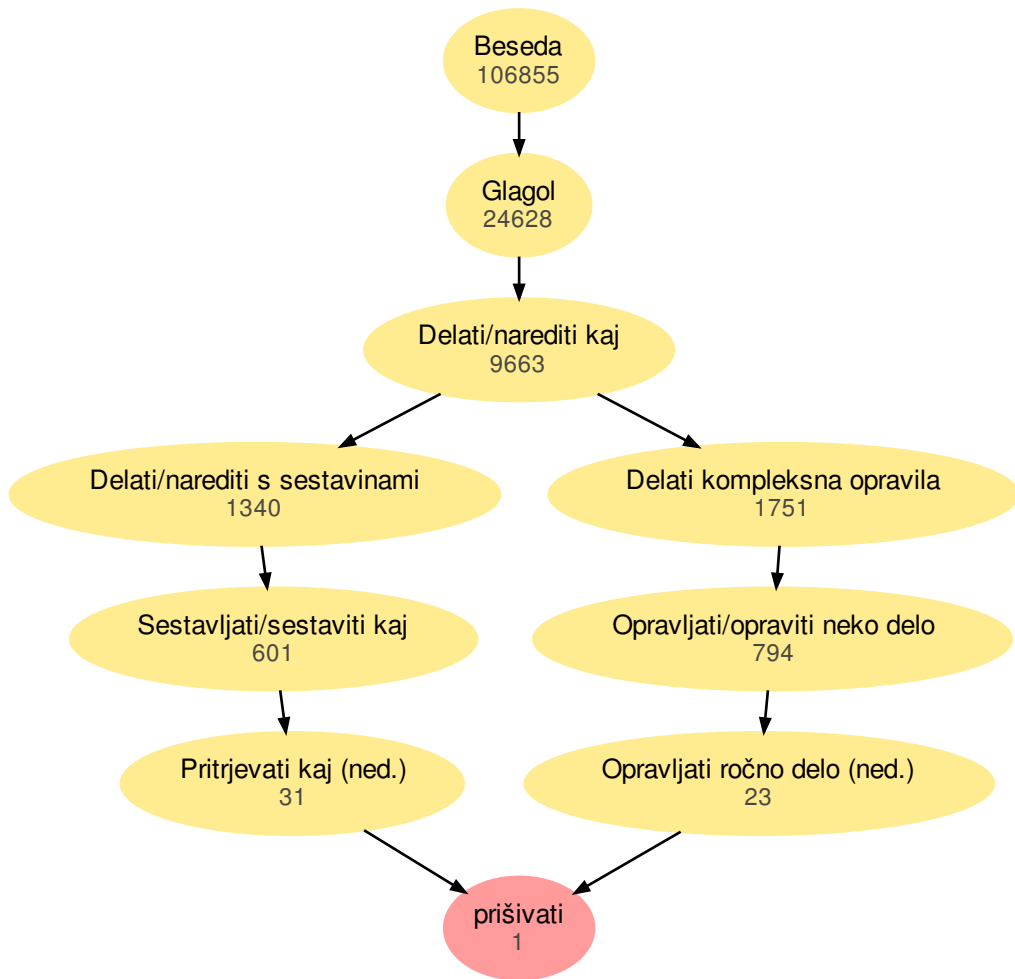 Beseda
106855
Glagol
24628
Delati/narediti kaj
9663
Delati/narediti s sestavinami
1340
Delati kompleksna opravila
1751
Sestavljati/sestaviti kaj
601
Opravljati/opraviti neko delo
794
Pritrjevati kaj (ned.)
31
Opravljati ročno delo (ned.)
23
prišivati
1